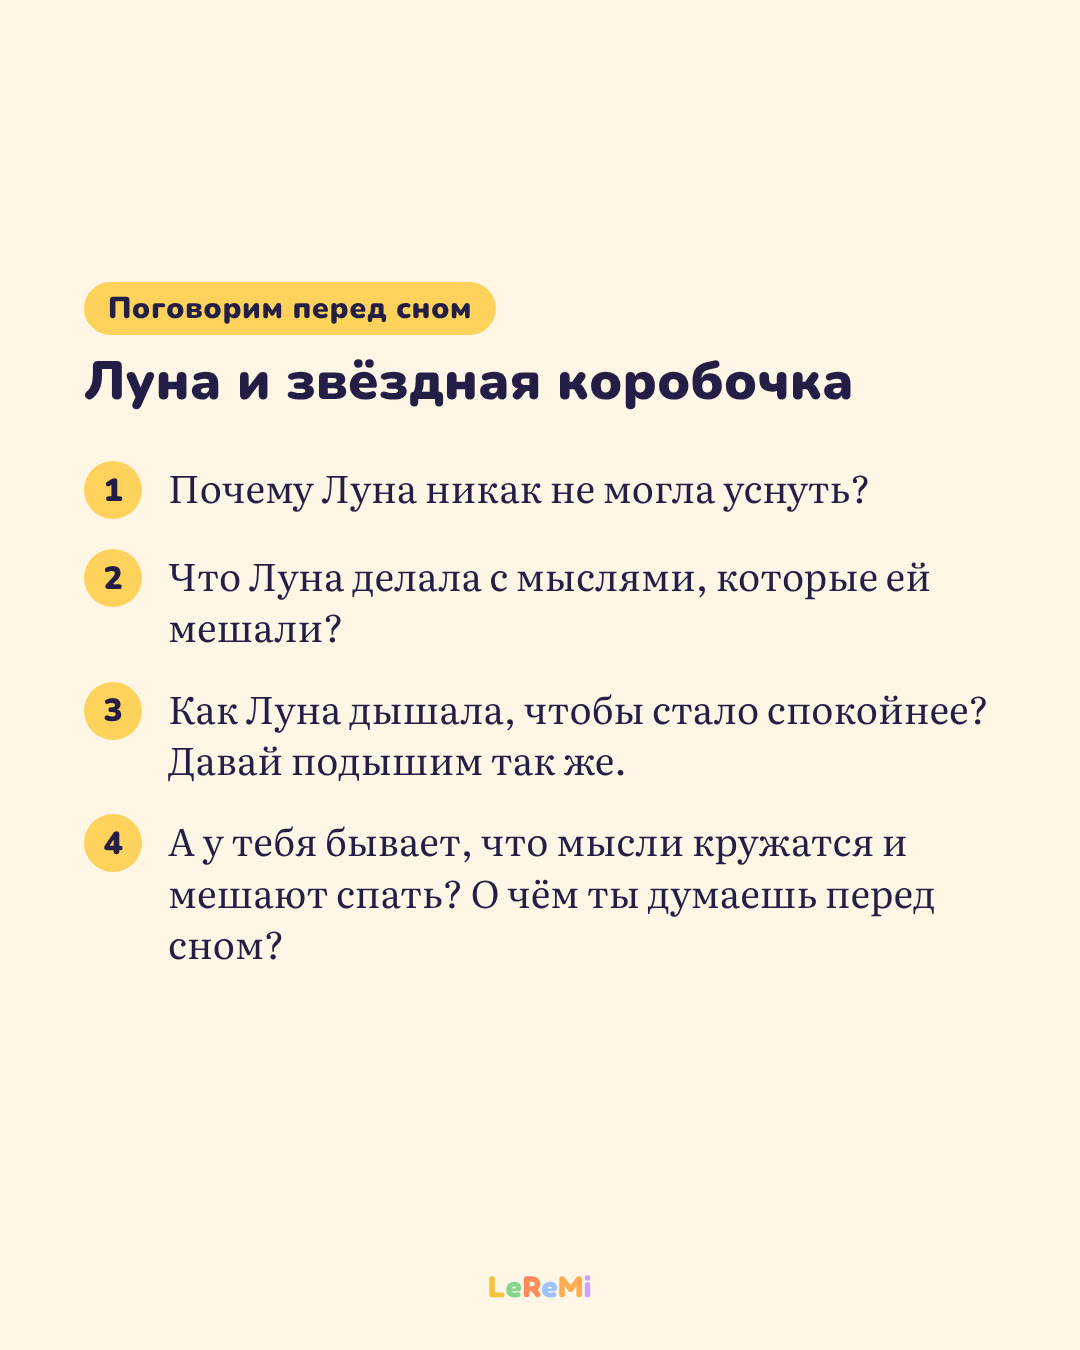 Поговорим перед сном
Луна и звёздная коробочка
1 Почему Луна никак не могла уснуть?
2 Что Луна делала с мыслями, которые ей
мешали?
3 Как Луна дышала, чтобы стало спокойнее?
Давай подышим так же.
4 А у тебя бывает, что мысли кружатся и
мешают спать? О чём ты думаешь перед
сном?
LeReMi